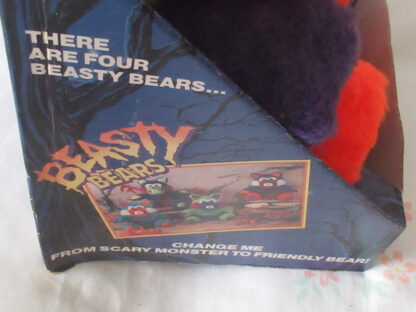 THERE
ARE FOUR
BEASTY BEARS...
BEASTY
BEARS
CHANGE ME
FROM SCARY MONSTER TO FRIENDLY BEAR!